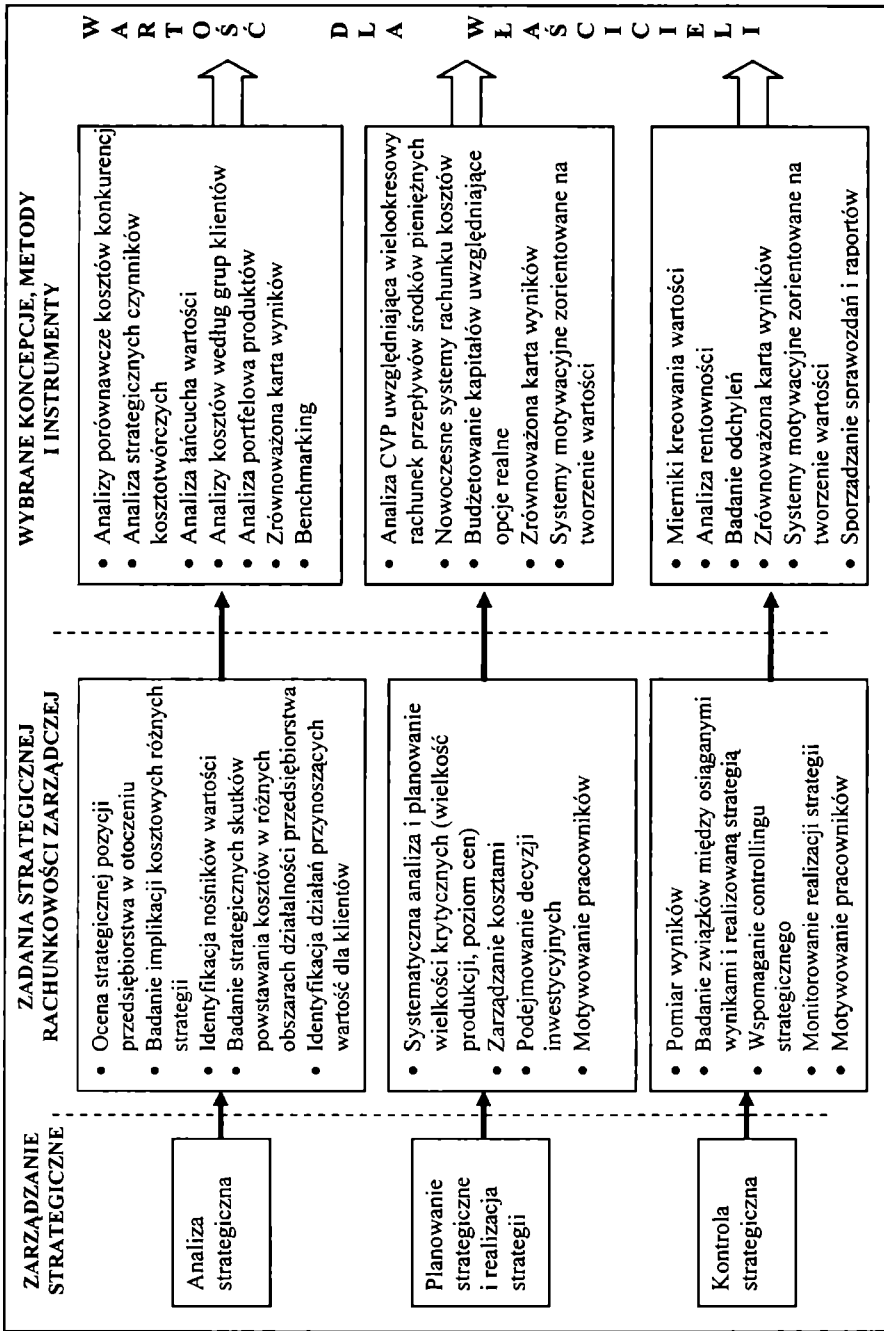 ZARZĄDZANIE
STRATEGICZNE
ZADANIA STRATEGICZNEJ
RACHUNKOWOŚCI ZARZĄDCZEJ
WYBRANE KONCEPCJE, METODY
I INSTRUMENTY
Analiza
strategiczna
• Ocena strategicznej pozycji
przedsiębiorstwa w otoczeniu
• Badanie implikacji kosztowych różnych
strategii
• Identyfikacja nośników wartości
• Badanie strategicznych skutków
powstawania kosztów w różnych
obszarach działalności przedsiębiorstwa
• Identyfikacja działań przynoszących
wartość dla klientów
• Analizy porównawcze kosztów konkurencj
• Analiza strategicznych czynników
kosztotwórczych
• Analiza łańcucha wartości
• Analizy kosztów według grup klientów
• Analiza portfelowa produktów
• Zrównoważona karta wyników
• Benchmarking
Planowanie
strategiczne
i realizacja
strategii
• Systematyczna analiza i planowanie
wielkości krytycznych (wielkość
produkcji, poziom cen)
• Zarządzanie kosztami
• Podejmowanie decyzji
inwestycyjnych
• Motywowanie pracowników
• Analiza CVP uwzględniająca wielookresowy
rachunek przepływów środków pieniężnych
• Nowoczesne systemy rachunku kosztów
• Budżetowanie kapitałów uwzględniające
opcje realne
• Zrównoważona karta wyników
• Systemy motywacyjne zorientowane na
tworzenie wartości
Kontrola
strategiczna
• Pomiar wyników
• Badanie związków między osiąganymi
wynikami i realizowaną strategią
• Wspomaganie controllingu
strategicznego
• Monitorowanie realizacji strategii
• Motywowanie pracowników
• Mierniki kreowania wartości
• Analiza rentowności
• Badanie odchyleń
• Zrównoważona karta wyników
• Systemy motywacyjne zorientowane na
tworzenie wartości
• Sporządzanie sprawozdań i raportów
WARTOŚĆ DLA WŁAŚCICIELI